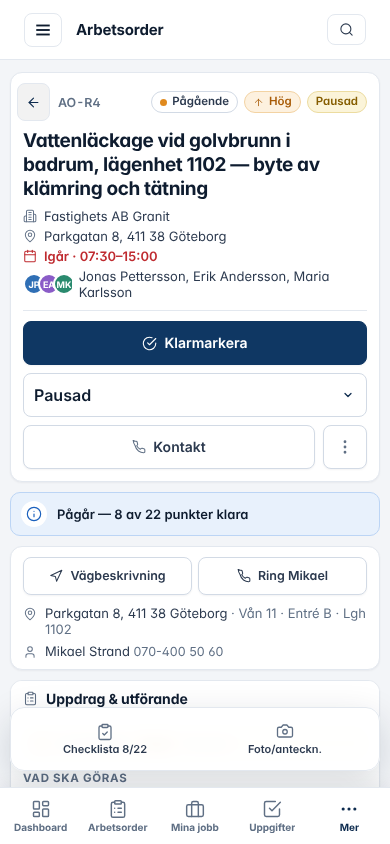 Arbetsorder
AO-R4
Pågående
Hög
Pausad
Vattenläckage vid golvbrunn i
badrum, lägenhet 1102 — byte av
klämring och tätning
Fastighets AB Granit
Parkgatan 8, 411 38 Göteborg
Igår · 07:30–15:00
JP EA MK
Jonas Pettersson, Erik Andersson, Maria
Karlsson
Klarmarkera
Pausad
Kontakt
Pågår — 8 av 22 punkter klara
Vägbeskrivning
Ring Mikael
Parkgatan 8, 411 38 Göteborg · Vån 11 · Entré B · Lgh
1102
Mikael Strand 070-400 50 60
Uppdrag & utförande
Checklista 8/22
Foto/anteckn.
VAD SKA GÖRAS
Dashboard
Arbetsorder
Mina jobb
Uppgifter
Mer